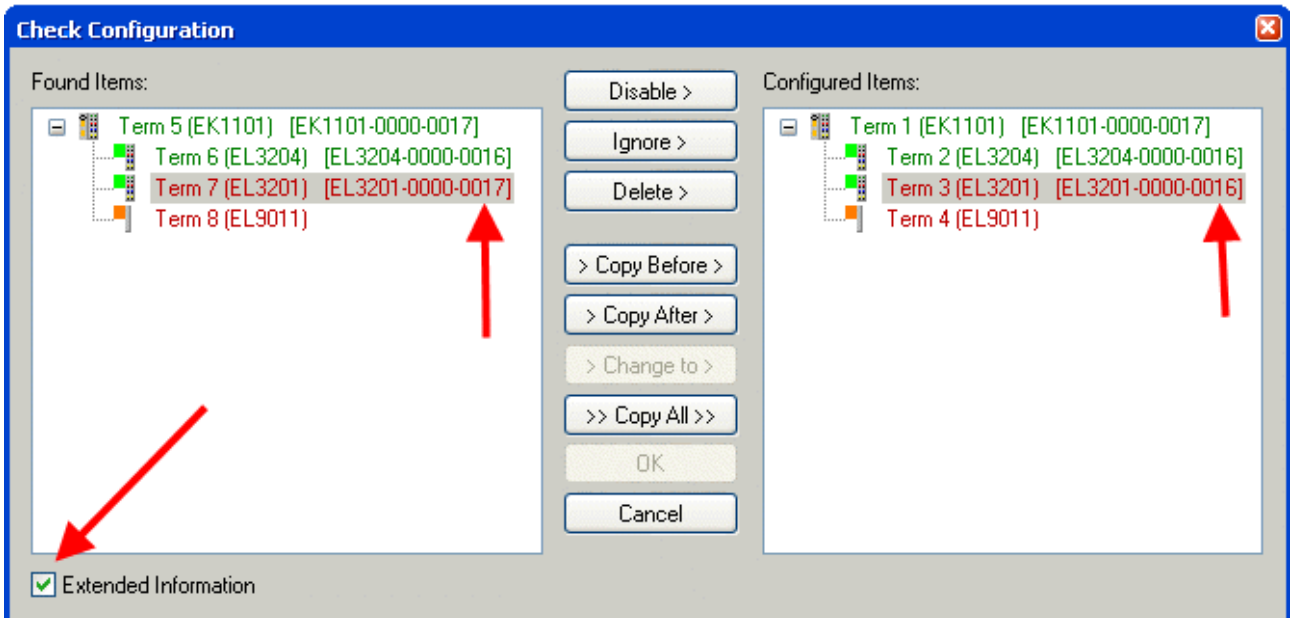 Check Configuration
Found Items:
Term 5 (EK1101) [EK1101-0000-0017]
Term 6 (EL3204) [EL3204-0000-0016]
Term 7 (EL3201) [EL3201-0000-0017]
Term 8 (EL9011)
Disable >
Ignore >
Delete >
> Copy Before >
> Copy After >
> Change to >
>> Copy All >>
OK
Cancel
Configured Items:
Term 1 (EK1101) [EK1101-0000-0017]
Term 2 (EL3204) [EL3204-0000-0016]
Term 3 (EL3201) [EL3201-0000-0016]
Term 4 (EL9011)
Extended Information